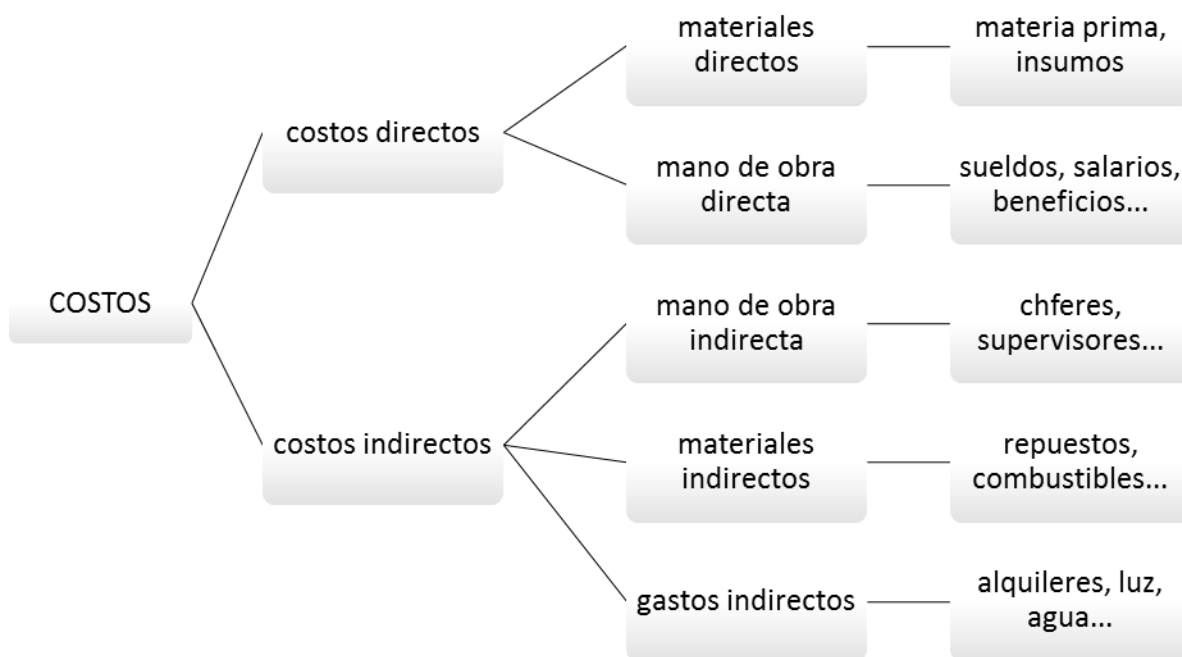 COSTOS
costos directos
materiales
directos
materia prima,
insumos
mano de obra
directa
sueldos, salarios,
beneficios...
costos indirectos
mano de obra
indirecta
chferes,
supervisores...
materiales
indirectos
repuestos,
combustibles...
gastos indirectos
alquileres, luz,
agua...